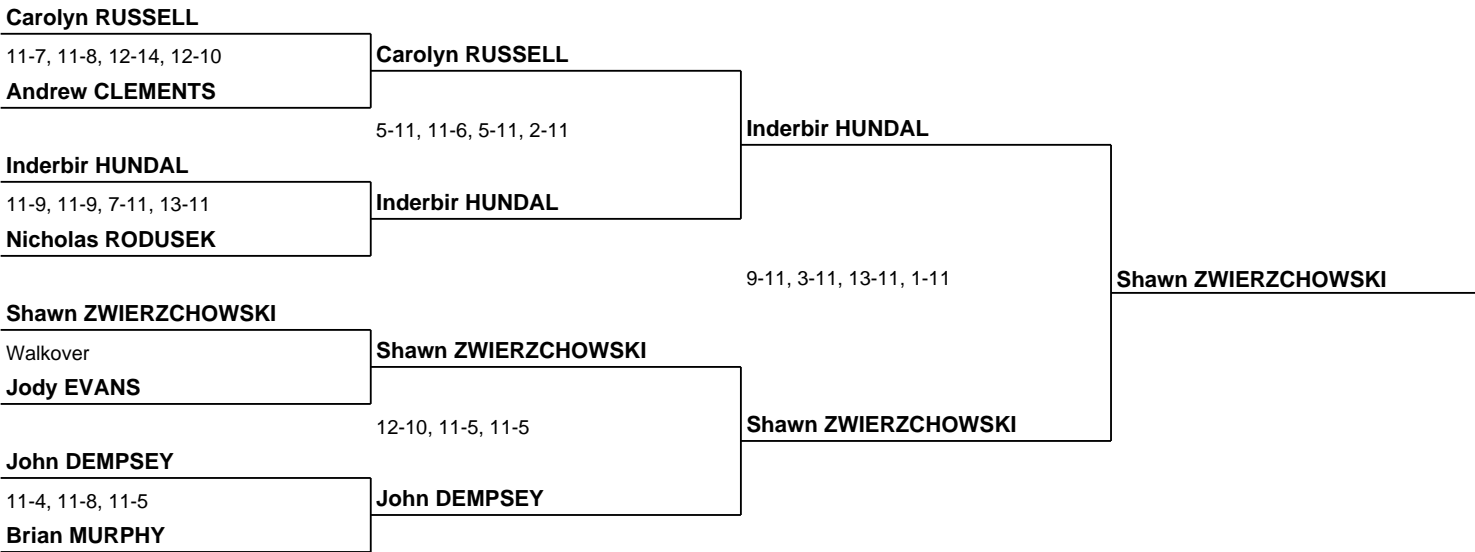 Carolyn RUSSELL
11-7, 11-8, 12-14, 12-10
Carolyn RUSSELL
Andrew CLEMENTS
5-11, 11-6, 5-11, 2-11
Inderbir HUNDAL
Inderbir HUNDAL
11-9, 11-9, 7-11, 13-11
Inderbir HUNDAL
Nicholas RODUSEK
9-11, 3-11, 13-11, 1-11
Shawn ZWIERZCHOWSKI
Shawn ZWIERZCHOWSKI
Walkover
Shawn ZWIERZCHOWSKI
Jody EVANS
12-10, 11-5, 11-5
Shawn ZWIERZCHOWSKI
John DEMPSEY
11-4, 11-8, 11-5
John DEMPSEY
Brian MURPHY